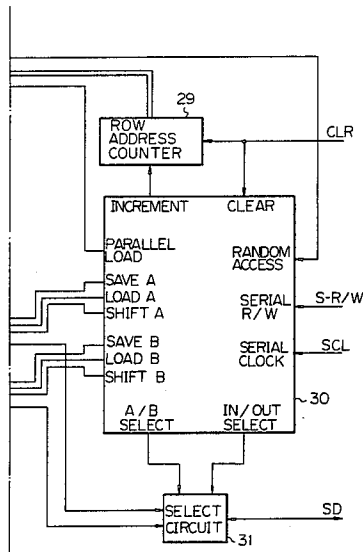 29
ROW
ADDRESS
COUNTER
CLR
INCREMENT CLEAR
PARALLEL
LOAD
RANDOM
ACCESS
SAVE A
LOAD A
SHIFT A
SERIAL
R/W
S-R/W
SAVE B
LOAD B
SHIFT B
SERIAL
CLOCK
SCL
A/B
SELECT
IN/OUT
SELECT
30
SELECT
CIRCUIT
SD
31